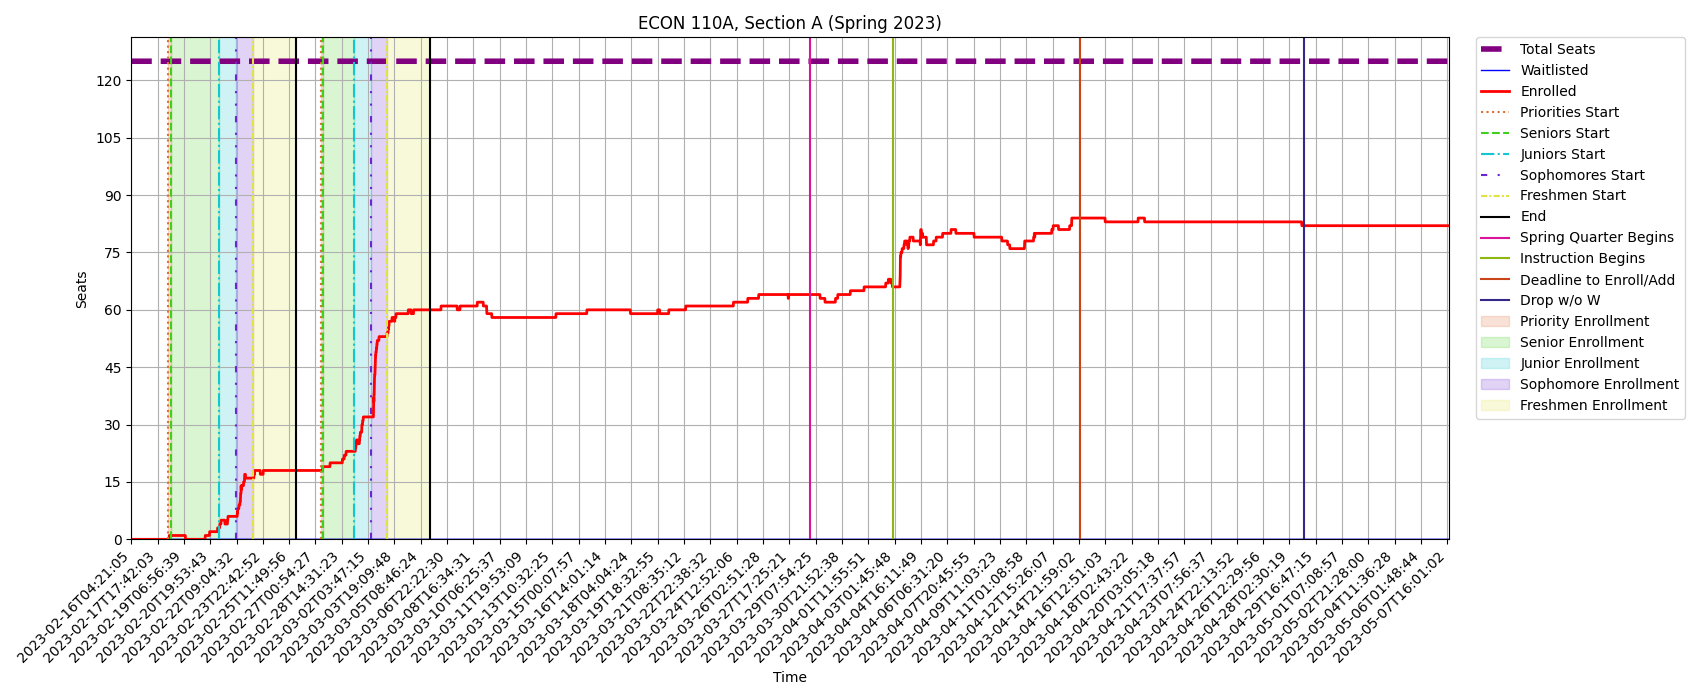 ECON 110A, Section A (Spring 2023)
Seats
120
105
90
75
60
45
30
15
0
2023-02-16T04:21:05
2023-02-17T17:42:03
2023-02-19T06:56:39
2023-02-20T19:53:43
2023-02-22T09:04:32
2023-02-23T22:42:52
2023-02-25T11:49:56
2023-02-27T00:54:27
2023-02-28T14:31:23
2023-03-02T03:47:15
2023-03-03T19:09:48
2023-03-05T08:46:24
2023-03-06T22:22:30
2023-03-08T16:34:31
2023-03-10T06:25:37
2023-03-11T19:53:09
2023-03-13T10:32:25
2023-03-15T00:07:57
2023-03-16T14:01:14
2023-03-18T04:04:24
2023-03-19T18:32:55
2023-03-21T08:35:12
2023-03-22T22:38:32
2023-03-24T12:52:06
2023-03-26T02:51:28
2023-03-27T17:25:21
2023-03-29T07:54:25
2023-03-30T21:52:38
2023-04-01T11:55:51
2023-04-03T01:45:48
2023-04-04T16:11:49
2023-04-06T06:31:20
2023-04-07T20:45:55
2023-04-09T11:03:23
2023-04-11T01:08:58
2023-04-12T15:26:07
2023-04-14T21:59:02
2023-04-16T12:51:03
2023-04-18T02:43:22
2023-04-20T03:05:18
2023-04-21T17:37:57
2023-04-23T07:56:37
2023-04-24T22:13:52
2023-04-26T12:29:56
2023-04-28T02:30:19
2023-04-29T16:47:15
2023-05-01T07:08:57
2023-05-02T21:28:00
2023-05-04T11:36:28
2023-05-06T01:48:44
2023-05-07T16:01:02
Time
Total Seats
Waitlisted
Enrolled
Priorities Start
Seniors Start
Juniors Start
Sophomores Start
Freshmen Start
End
Spring Quarter Begins
Instruction Begins
Deadline to Enroll/Add
Drop w/o W
Priority Enrollment
Senior Enrollment
Junior Enrollment
Sophomore Enrollment
Freshmen Enrollment